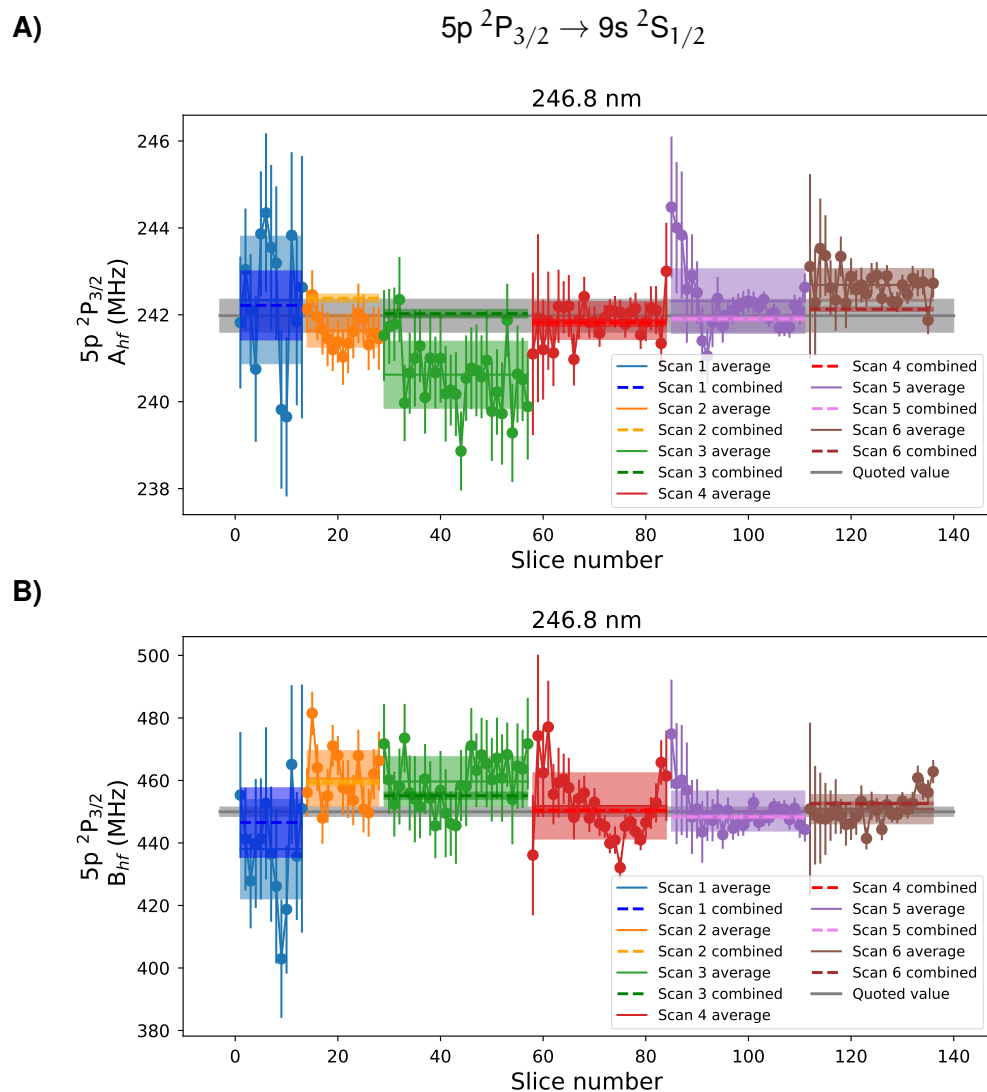 A)
5p ²P₃/₂ → 9s ²S₁/₂
246.8 nm
246
244
242
240
238
5p ²P₃/₂
A_hf (MHz)
Scan 1 average
Scan 1 combined
Scan 2 average
Scan 2 combined
Scan 3 average
Scan 3 combined
Scan 4 average
Scan 4 combined
Scan 5 average
Scan 5 combined
Scan 6 average
Scan 6 combined
Quoted value
0 20 40 60 80 100 120 140
Slice number
B)
246.8 nm
500
480
460
440
420
400
380
5p ²P₃/₂
B_hf (MHz)
Scan 1 average
Scan 1 combined
Scan 2 average
Scan 2 combined
Scan 3 average
Scan 3 combined
Scan 4 average
Scan 4 combined
Scan 5 average
Scan 5 combined
Scan 6 average
Scan 6 combined
Quoted value
0 20 40 60 80 100 120 140
Slice number